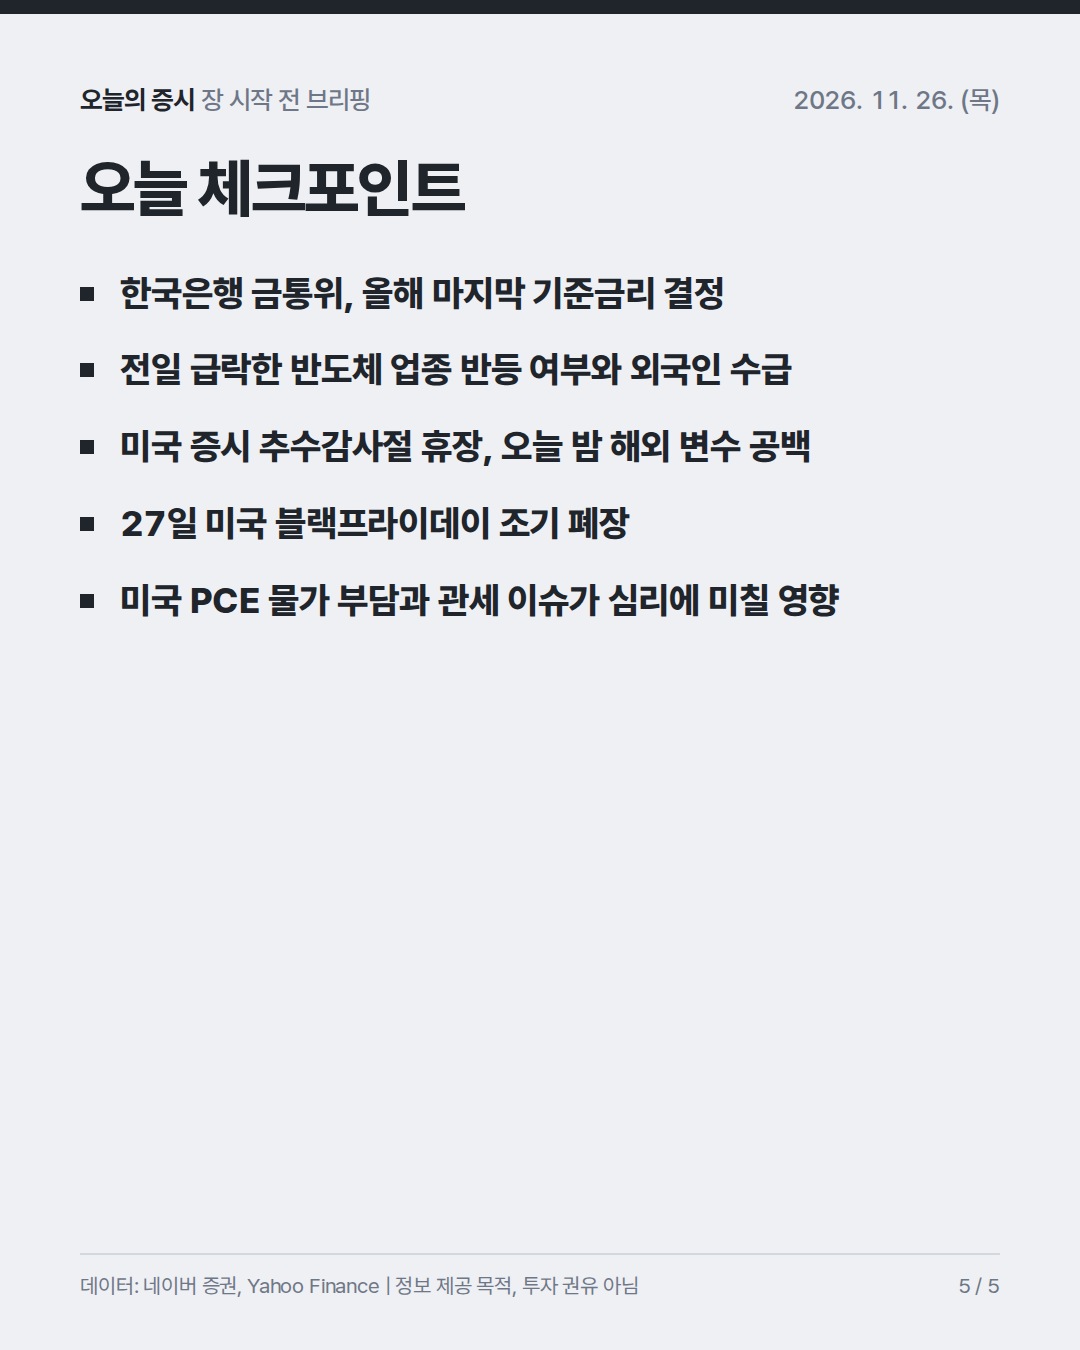 오늘의 증시 장 시작 전 브리핑
2026. 11. 26. (목)
오늘 체크포인트
한국은행 금통위, 올해 마지막 기준금리 결정
전일 급락한 반도체 업종 반등 여부와 외국인 수급
미국 증시 추수감사절 휴장, 오늘 밤 해외 변수 공백
27일 미국 블랙프라이데이 조기 폐장
미국 PCE 물가 부담과 관세 이슈가 심리에 미칠 영향
데이터: 네이버 증권, Yahoo Finance | 정보 제공 목적, 투자 권유 아님
5 / 5